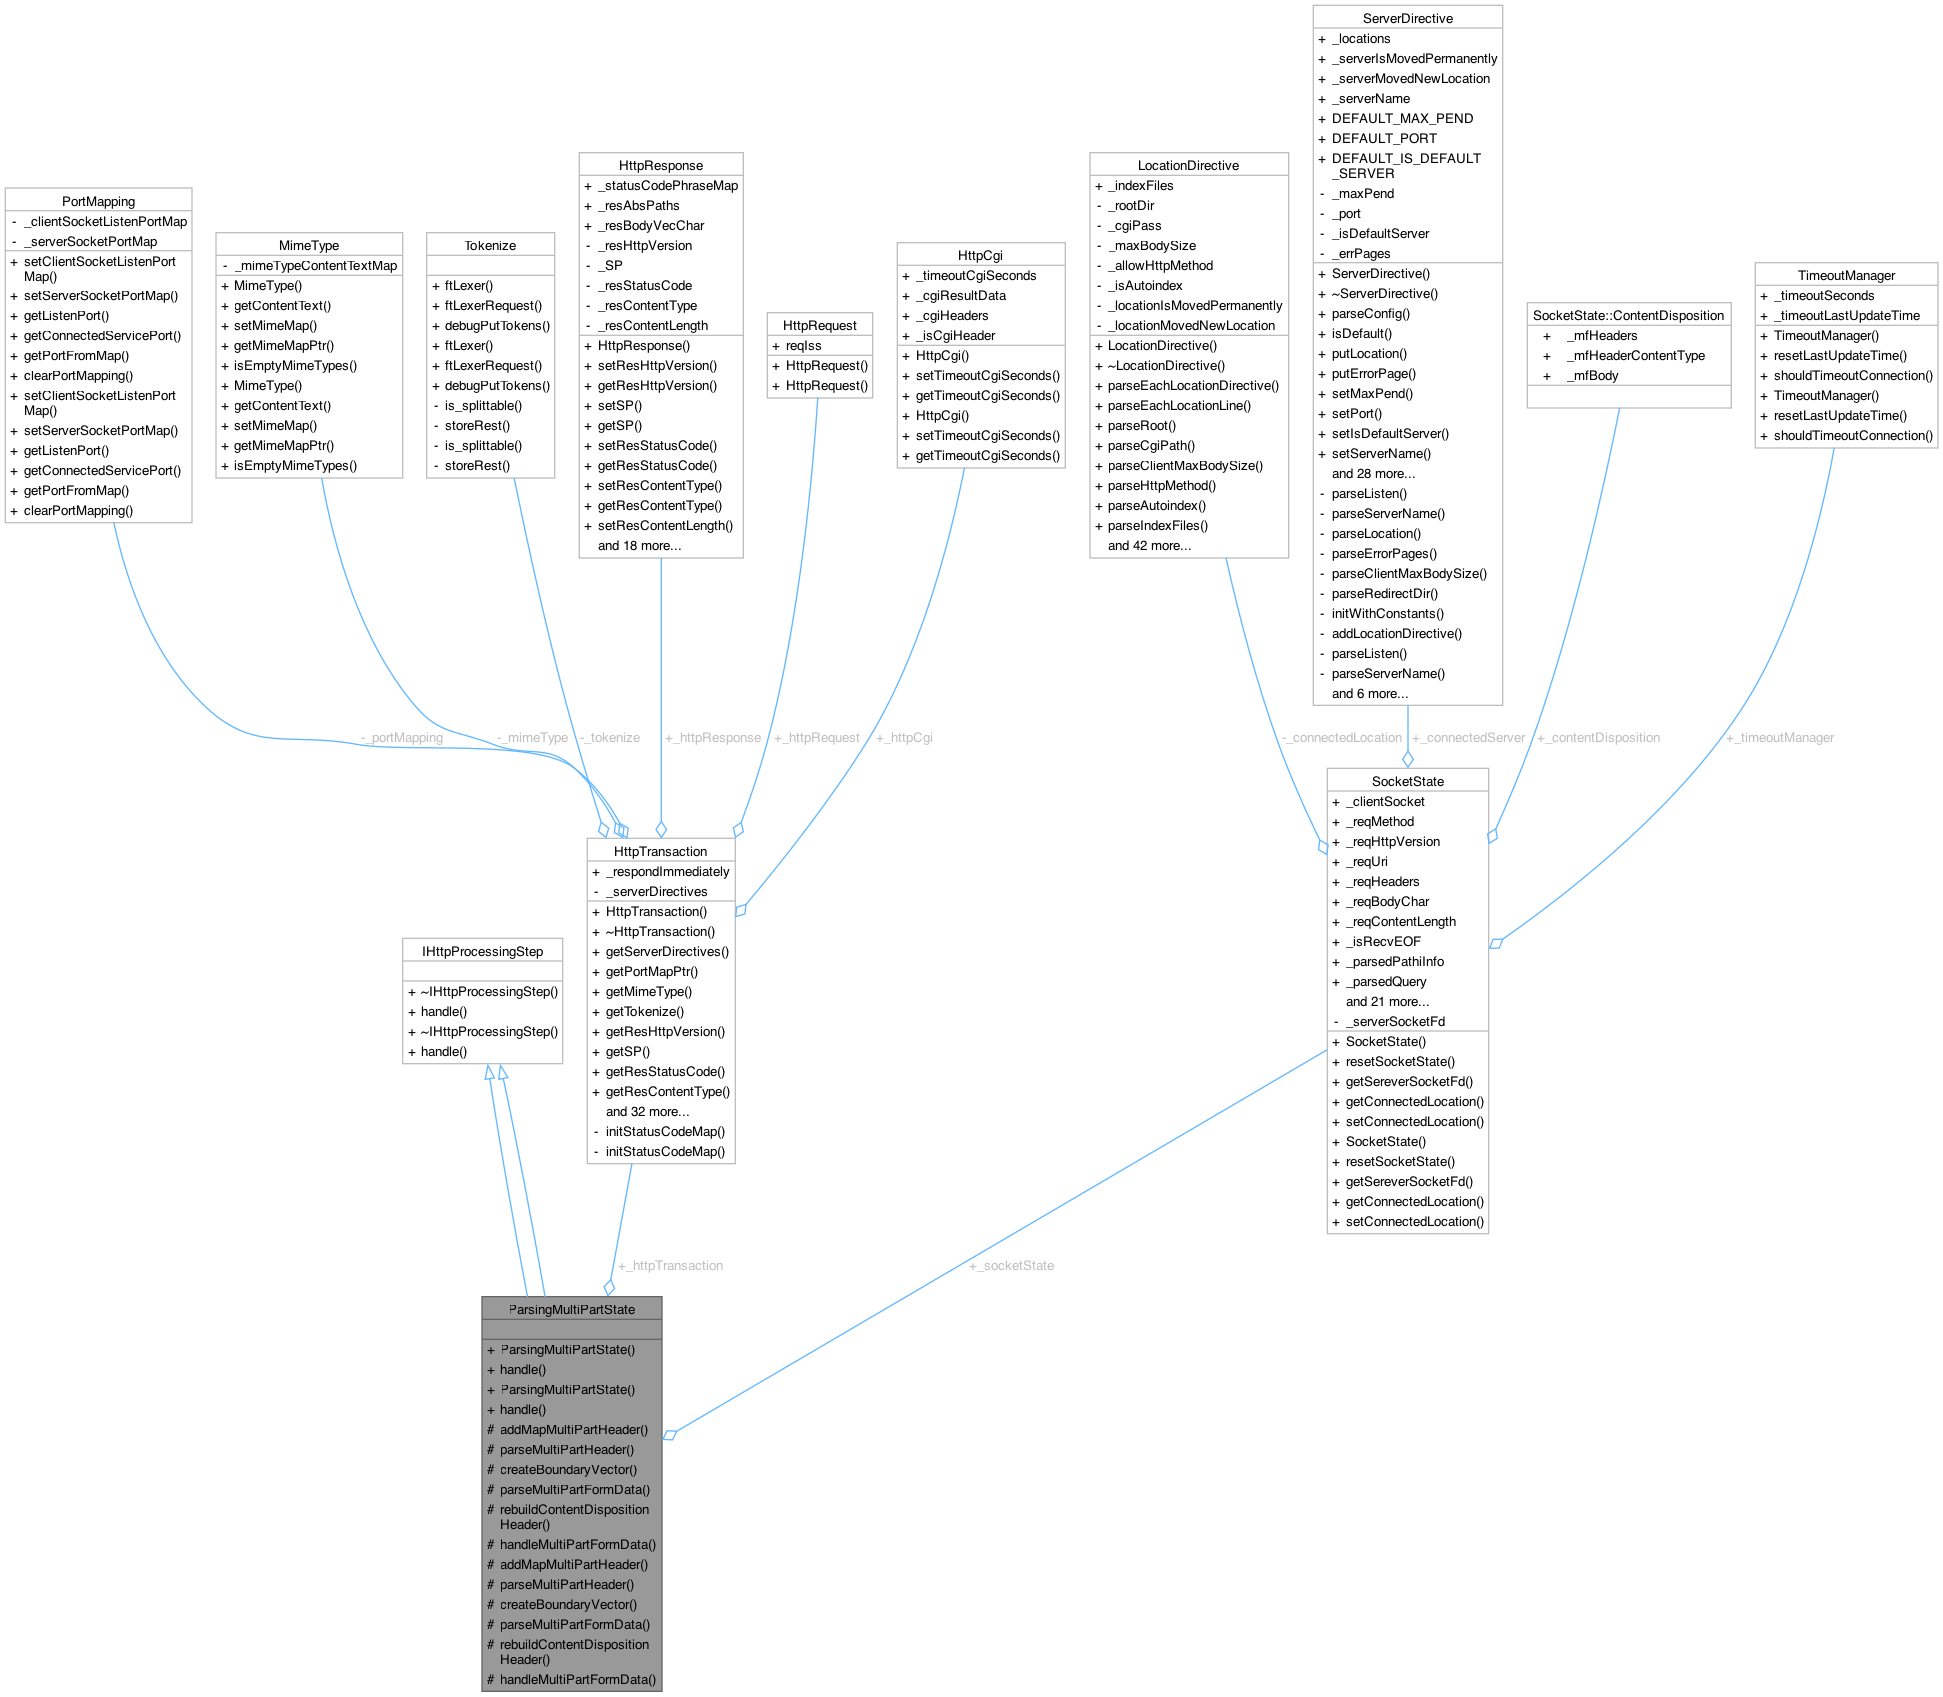 ServerDirective
+ _locations
+ _serverIsMovedPermanently
+ _serverMovedNewLocation
+ _serverName
+ DEFAULT_MAX_PEND
+ DEFAULT_PORT
+ DEFAULT_IS_DEFAULT
_SERVER
- _maxPend
- _port
- _isDefaultServer
- _errPages
+ ServerDirective()
+ ~ServerDirective()
+ parseConfig()
+ isDefault()
+ putLocation()
+ putErrorPage()
+ setMaxPend()
+ setPort()
+ setIsDefaultServer()
+ setServerName()
and 28 more...
- parseListen()
- parseServerName()
- parseLocation()
- parseErrorPages()
- parseClientMaxBodySize()
- parseRedirectDir()
- initWithConstants()
- addLocationDirective()
- parseListen()
- parseServerName()
and 6 more...
PortMapping
- _clientSocketListenPortMap
- _serverSocketPortMap
+ setClientSocketListenPort
Map()
+ setServerSocketPortMap()
+ getListenPort()
+ getConnectedServicePort()
+ getPortFromMap()
+ clearPortMapping()
+ setClientSocketListenPort
Map()
+ setServerSocketPortMap()
+ getListenPort()
+ getConnectedServicePort()
+ getPortFromMap()
+ clearPortMapping()
MimeType
- _mimeTypeContentTextMap
+ MimeType()
+ getContentText()
+ setMimeMap()
+ getMimeMapPtr()
+ isEmptyMimeTypes()
+ MimeType()
+ getContentText()
+ setMimeMap()
+ getMimeMapPtr()
+ isEmptyMimeTypes()
Tokenize
+ ftLexer()
+ ftLexerRequest()
+ debugPutTokens()
+ ftLexer()
+ ftLexerRequest()
+ debugPutTokens()
- is_splittable()
- storeRest()
- is_splittable()
- storeRest()
HttpResponse
+ _statusCodePhraseMap
+ _resAbsPaths
+ _resBodyVecChar
- _resHttpVersion
- _SP
- _resStatusCode
- _resContentType
- _resContentLength
+ HttpResponse()
+ setResHttpVersion()
+ getResHttpVersion()
+ setSP()
+ getSP()
+ setResStatusCode()
+ getResStatusCode()
+ setResContentType()
+ getResContentType()
+ setResContentLength()
and 18 more...
HttpRequest
+ reqIss
+ HttpRequest()
+ HttpRequest()
HttpCgi
+ _timeoutCgiSeconds
+ _cgiResultData
+ _cgiHeaders
+ _isCgiHeader
+ HttpCgi()
+ setTimeoutCgiSeconds()
+ getTimeoutCgiSeconds()
+ HttpCgi()
+ setTimeoutCgiSeconds()
+ getTimeoutCgiSeconds()
LocationDirective
+ _indexFiles
- _rootDir
- _cgiPass
- _maxBodySize
- _allowHttpMethod
- _isAutoindex
- _locationIsMovedPermanently
- _locationMovedNewLocation
+ LocationDirective()
+ ~LocationDirective()
+ parseEachLocationDirective()
+ parseEachLocationLine()
+ parseRoot()
+ parseCgiPath()
+ parseClientMaxBodySize()
+ parseHttpMethod()
+ parseAutoindex()
+ parseIndexFiles()
and 42 more...
SocketState::ContentDisposition
+ _mfHeaders
+ _mfHeaderContentType
+ _mfBody
TimeoutManager
+ _timeoutSeconds
+ _timeoutLastUpdateTime
+ TimeoutManager()
+ resetLastUpdateTime()
+ shouldTimeoutConnection()
+ TimeoutManager()
+ resetLastUpdateTime()
+ shouldTimeoutConnection()
-_portMapping
-_mimeType
-_tokenize
+_httpResponse
+_httpRequest
+_httpCgi
-_connectedLocation
+_connectedServer
+_contentDisposition
+_timeoutManager
HttpTransaction
+ _respondImmediately
- _serverDirectives
+ HttpTransaction()
+ ~HttpTransaction()
+ getServerDirectives()
+ getPortMapPtr()
+ getMimeType()
+ getTokenize()
+ getResHttpVersion()
+ getSP()
+ getResStatusCode()
+ getResContentType()
and 32 more...
- initStatusCodeMap()
- initStatusCodeMap()
SocketState
+ _clientSocket
+ _reqMethod
+ _reqHttpVersion
+ _reqUri
+ _reqHeaders
+ _reqBodyChar
+ _reqContentLength
+ _isRecvEOF
+ _parsedPathiInfo
+ _parsedQuery
and 21 more...
- _serverSocketFd
+ SocketState()
+ resetSocketState()
+ getSereverSocketFd()
+ getConnectedLocation()
+ setConnectedLocation()
+ SocketState()
+ resetSocketState()
+ getSereverSocketFd()
+ getConnectedLocation()
+ setConnectedLocation()
IHttpProcessingStep
+ ~IHttpProcessingStep()
+ handle()
+ ~IHttpProcessingStep()
+ handle()
+_httpTransaction
+_socketState
ParsingMultiPartState
+ ParsingMultiPartState()
+ handle()
+ ParsingMultiPartState()
+ handle()
# addMapMultiPartHeader()
# parseMultiPartHeader()
# createBoundaryVector()
# parseMultiPartFormData()
# rebuildContentDisposition
Header()
# handleMultiPartFormData()
# addMapMultiPartHeader()
# parseMultiPartHeader()
# createBoundaryVector()
# parseMultiPartFormData()
# rebuildContentDisposition
Header()
# handleMultiPartFormData()